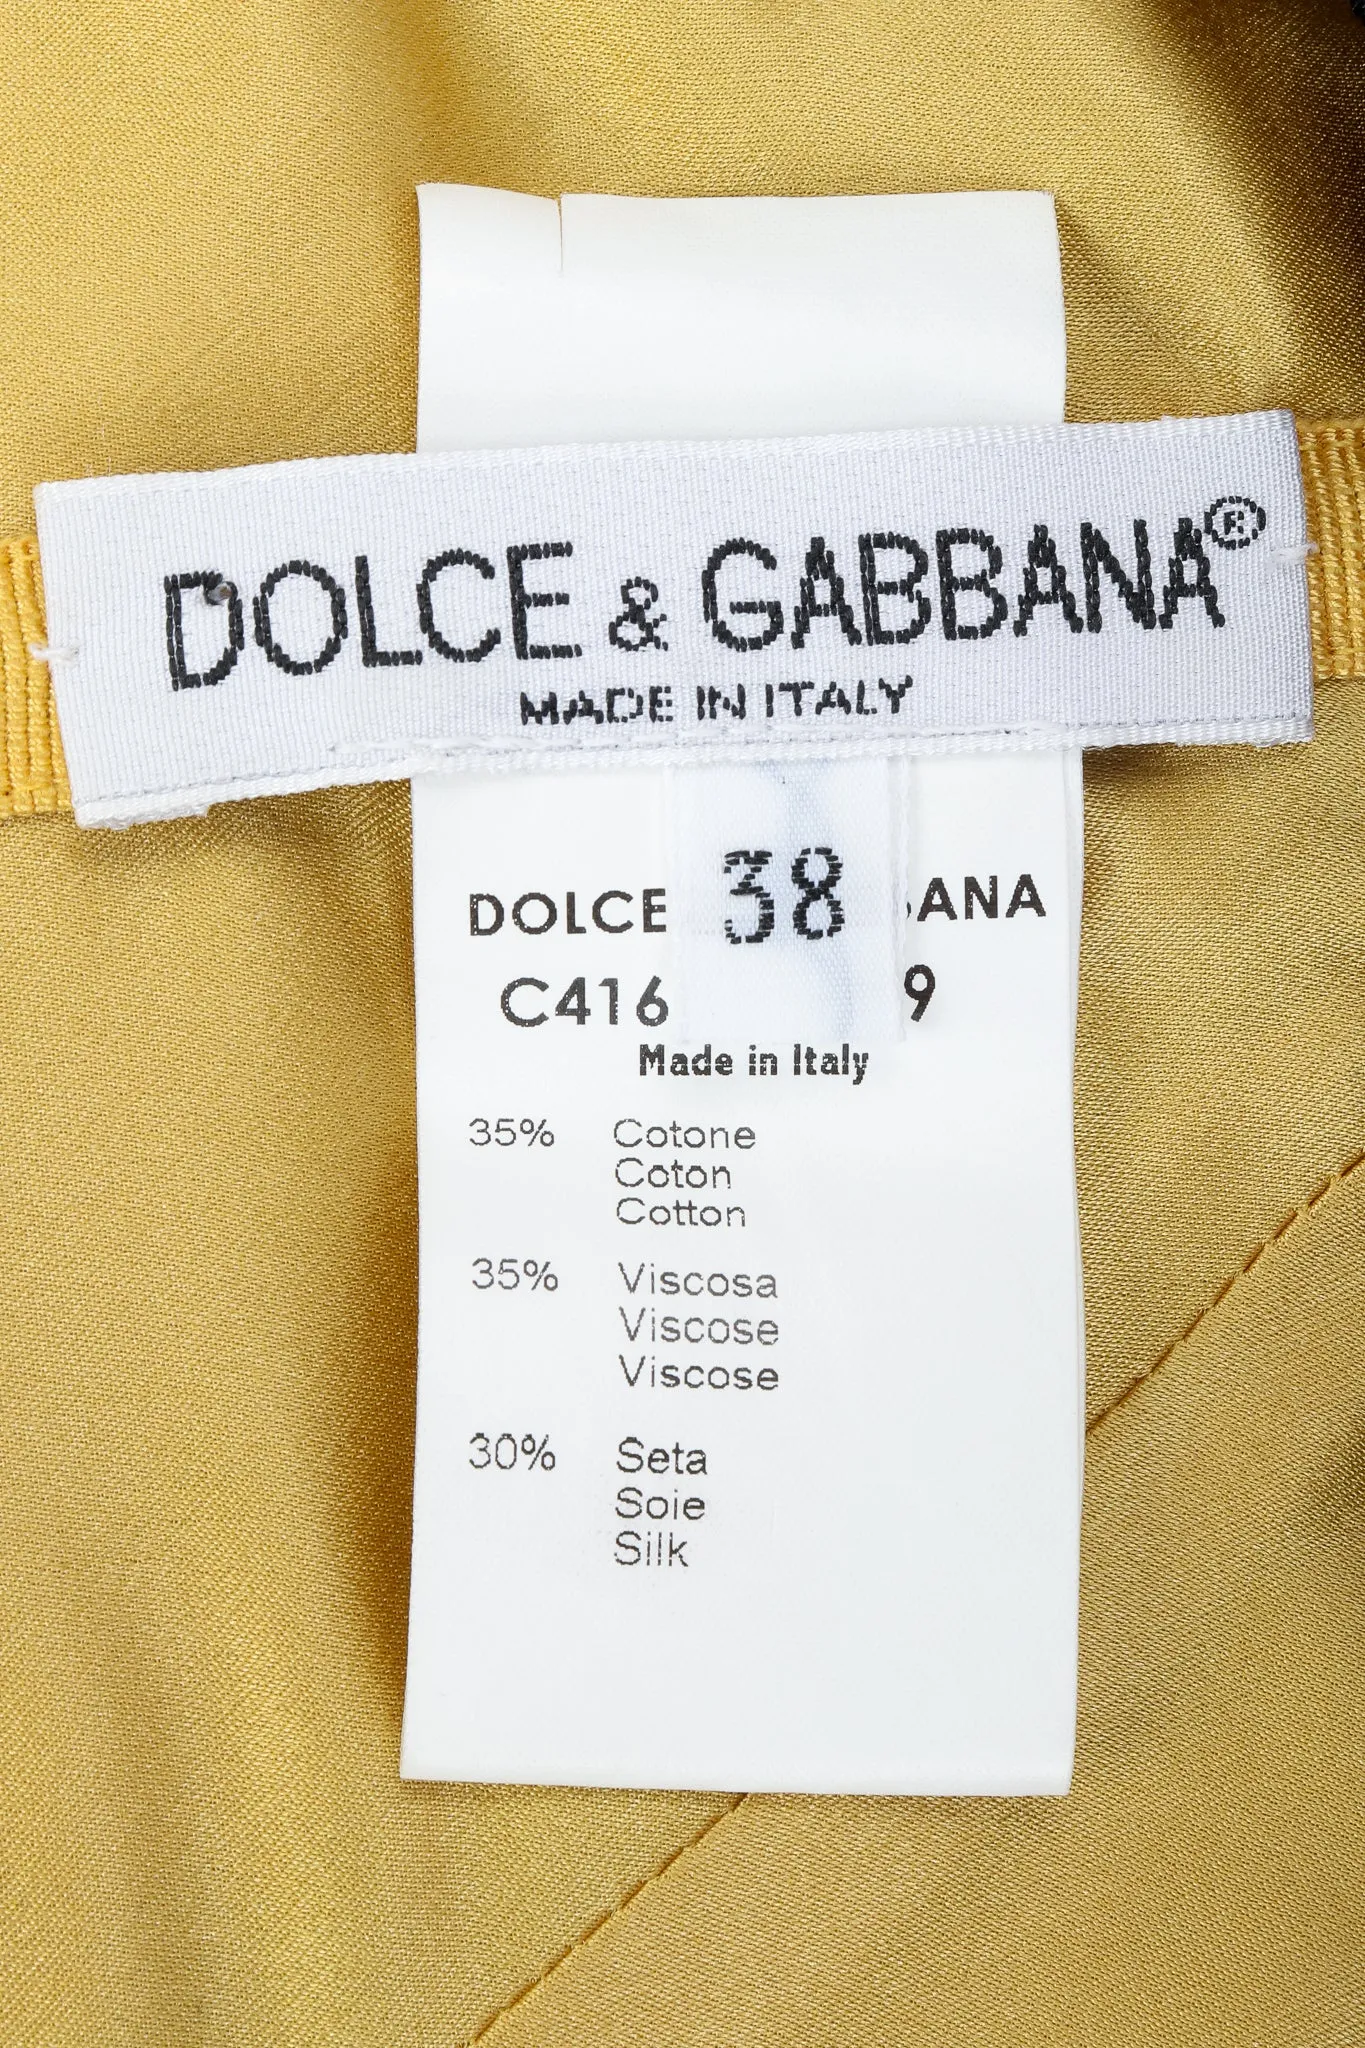 DOLCE & GABBANA®
MADE IN ITALY
38
DOLCE
C416 9
Made in Italy
35% Cotone
Coton
Cotton
35% Viscosa
Viscose
Viscose
30% Seta
Soie
Silk